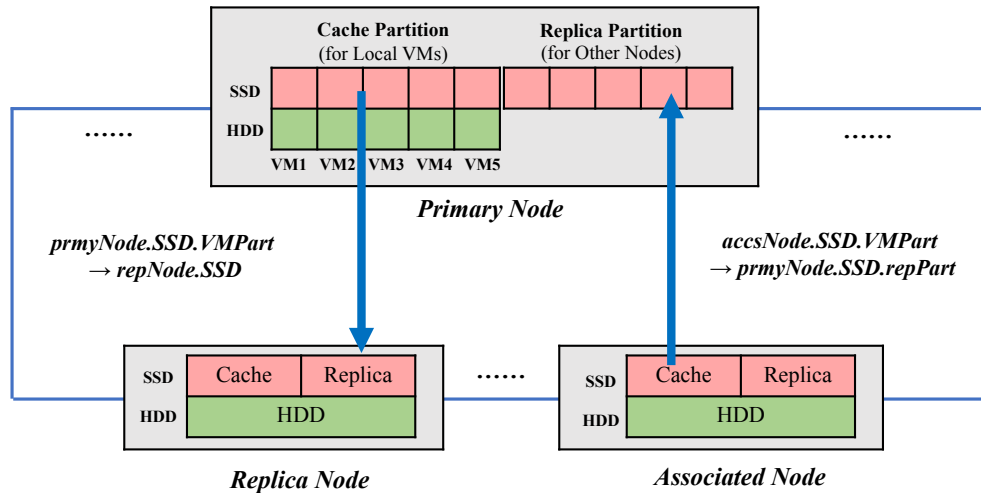 Cache Partition
(for Local VMs)
Replica Partition
(for Other Nodes)
SSD
HDD
VM1 VM2 VM3 VM4 VM5
Primary Node
......
......
prmyNode.SSD.VMPart
→ repNode.SSD
accsNode.SSD.VMPart
→ prmyNode.SSD.repPart
SSD
Cache
Replica
HDD
HDD
Replica Node
......
SSD
Cache
Replica
HDD
HDD
Associated Node